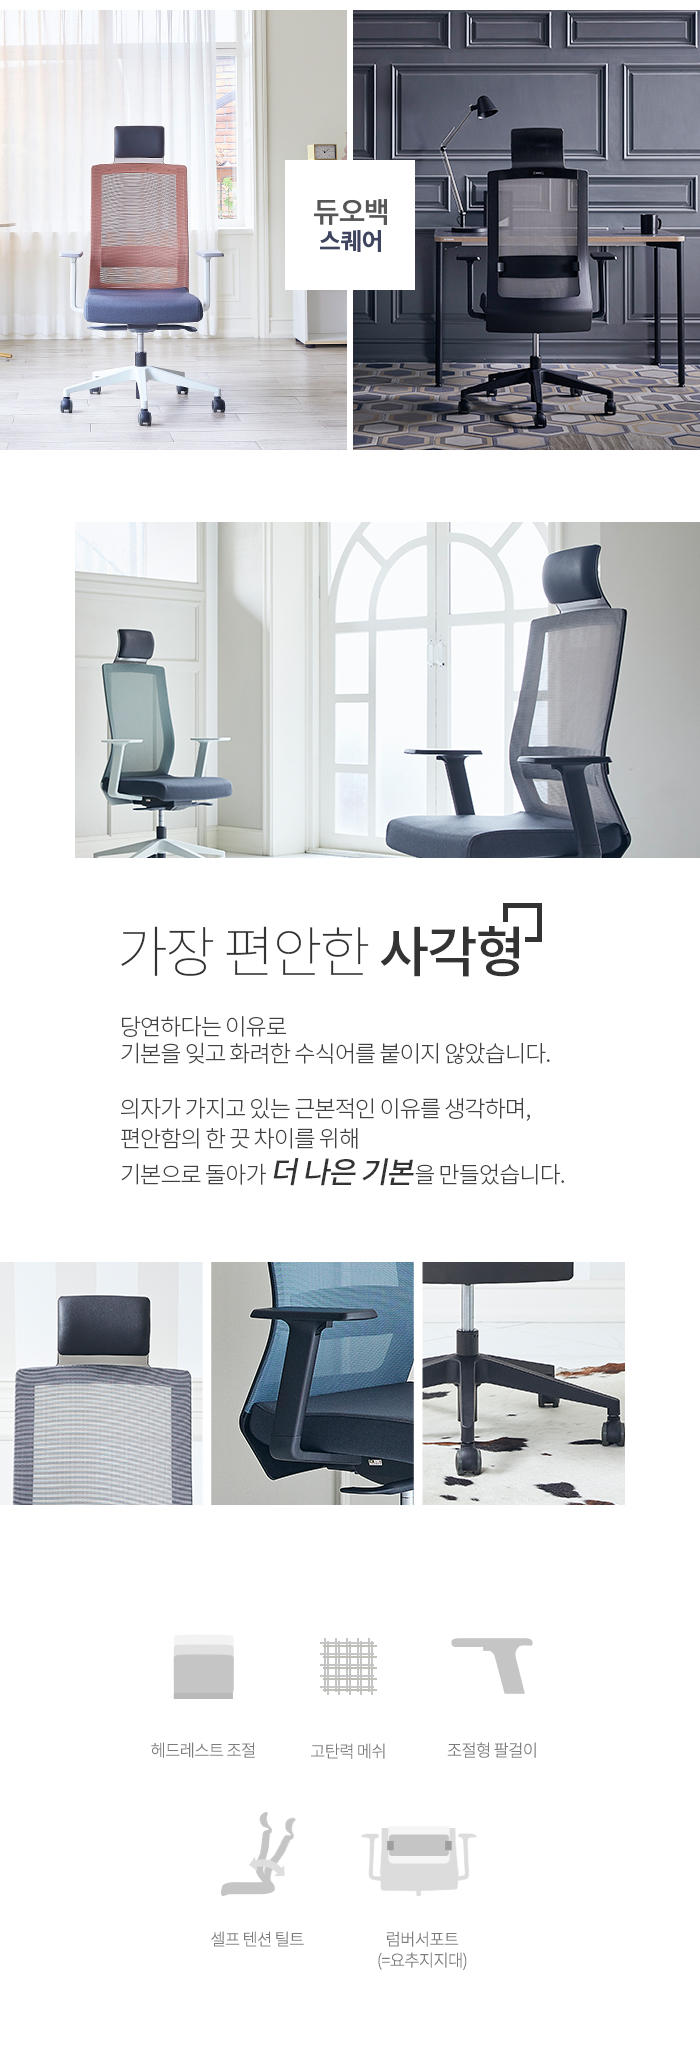 듀오백
스퀘어
가장 편안한 사각형
당연하다는 이유로
기본을 잊고 화려한 수식어를 붙이지 않았습니다.
의자가 가지고 있는 근본적인 이유를 생각하며,
편안함의 한 끗 차이를 위해
기본으로 돌아가 더 나은 기본을 만들었습니다.
헤드레스트 조절
고탄력 메쉬
조절형 팔걸이
셀프 텐션 틸트
럼버서포트
(=요추지지대)